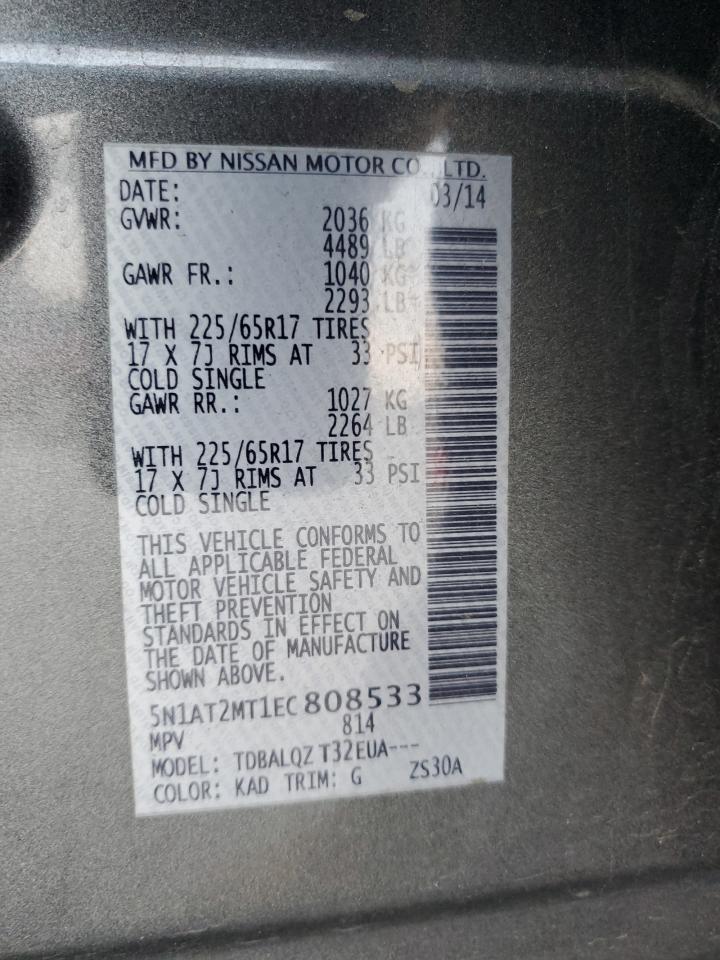 MFD BY NISSAN MOTOR CO., LTD.
DATE: 03/14
GVWR: 2036 KG
4489 LB
GAWR FR.: 1040 KG
2293 LB
WITH 225/65R17 TIRES
17 X 7J RIMS AT 33 PSI
COLD SINGLE
GAWR RR.: 1027 KG
2264 LB
WITH 225/65R17 TIRES
17 X 7J RIMS AT 33 PSI
COLD SINGLE
THIS VEHICLE CONFORMS TO
ALL APPLICABLE FEDERAL
MOTOR VEHICLE SAFETY AND
THEFT PREVENTION
STANDARDS IN EFFECT ON
THE DATE OF MANUFACTURE
SHOWN ABOVE.
5N1AT2MT1EC808533
MPV 814
MODEL: TDBALQZ T32EUA---
COLOR: KAD TRIM: G ZS30A